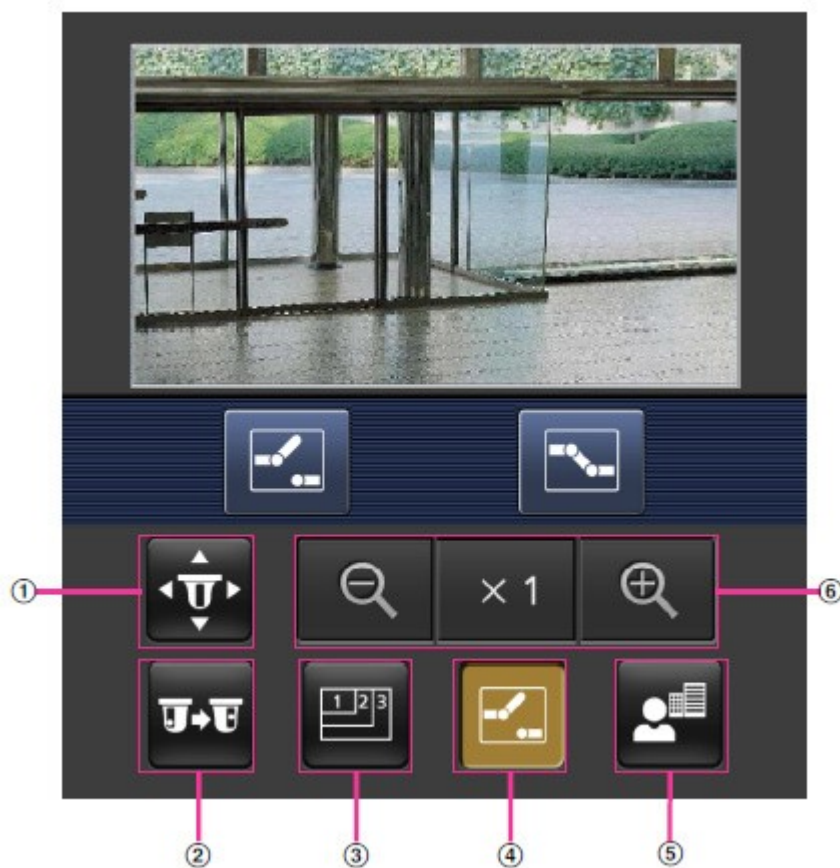 ① × 1 ⑥
1 2 3
② ③ ④ ⑤